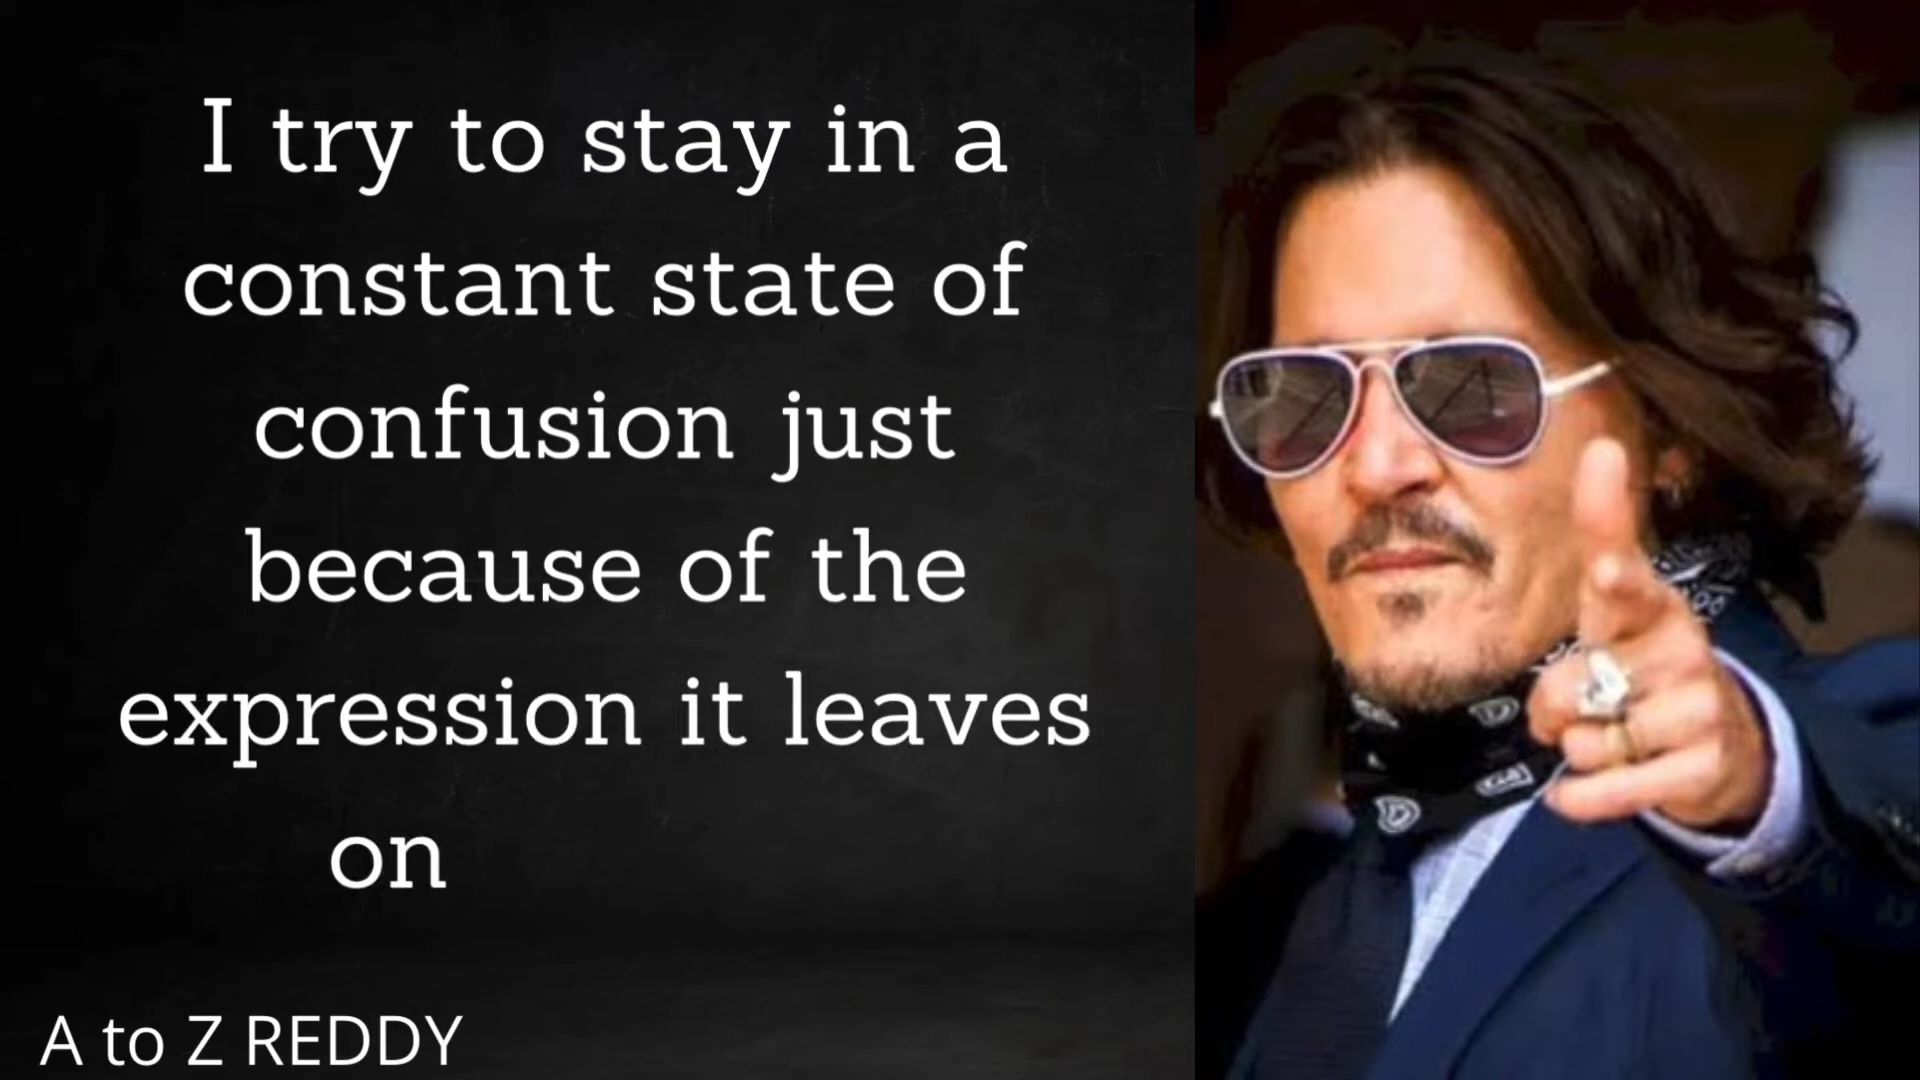 I try to stay in a
constant state of
confusion just
because of the
expression it leaves
on
A to Z REDDY